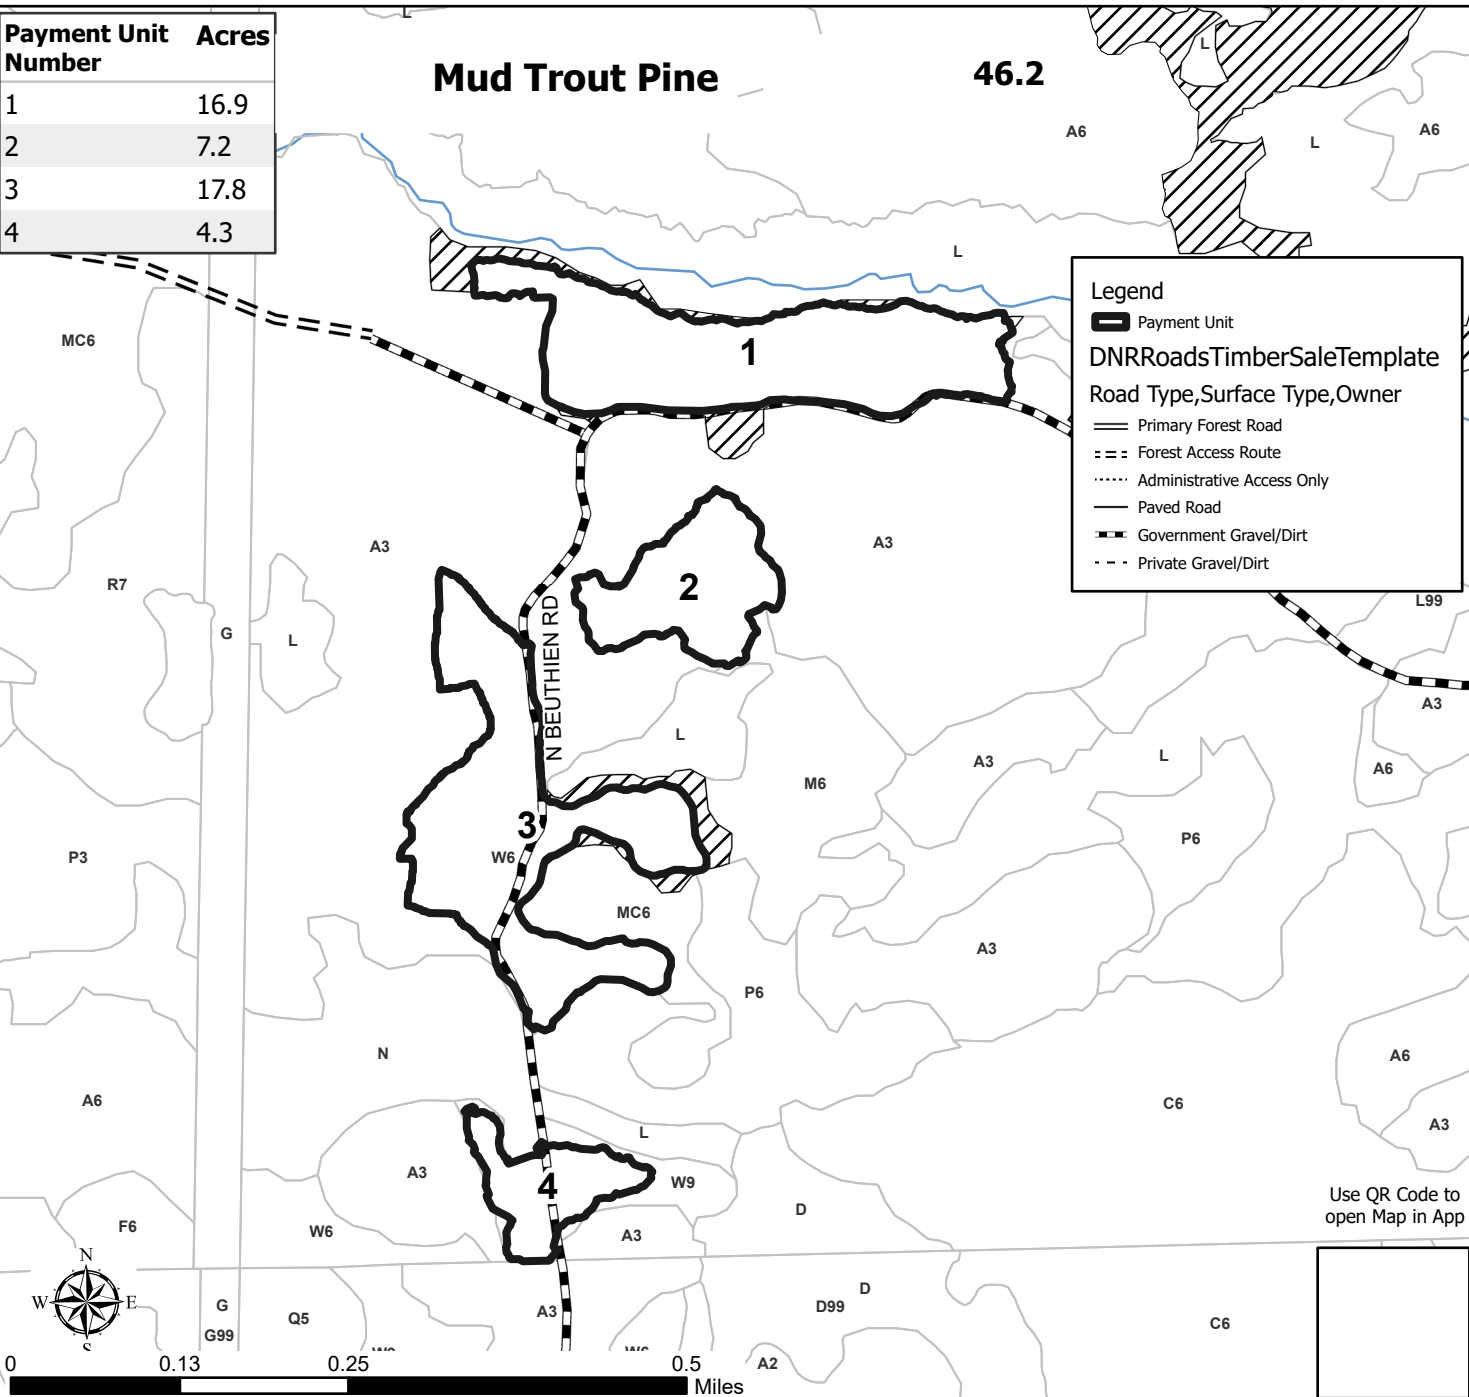 L
Payment Unit Number Acres
1 16.9
2 7.2
3 17.8
4 4.3
Mud Trout Pine
46.2
L
A6
L
A6
L
Legend
Payment Unit
DNRRoadsTimberSaleTemplate
Road Type,Surface Type,Owner
Primary Forest Road
Forest Access Route
Administrative Access Only
Paved Road
Government Gravel/Dirt
Private Gravel/Dirt
MC6
1
A3
A3
R7
2
L99
G
L
N BEUTHIEN RD
A3
L
A3
L
A6
M6
3
P6
P3
W6
MC6
A3
P6
N
A6
A6
C6
A3
L
A3
W9
4
Use QR Code to
open Map in App
D
F6
W6
A3
N
W
E
S
D
G
D99
A3
Q5
C6
G99
A2
0 0.13 0.25 0.5
Miles